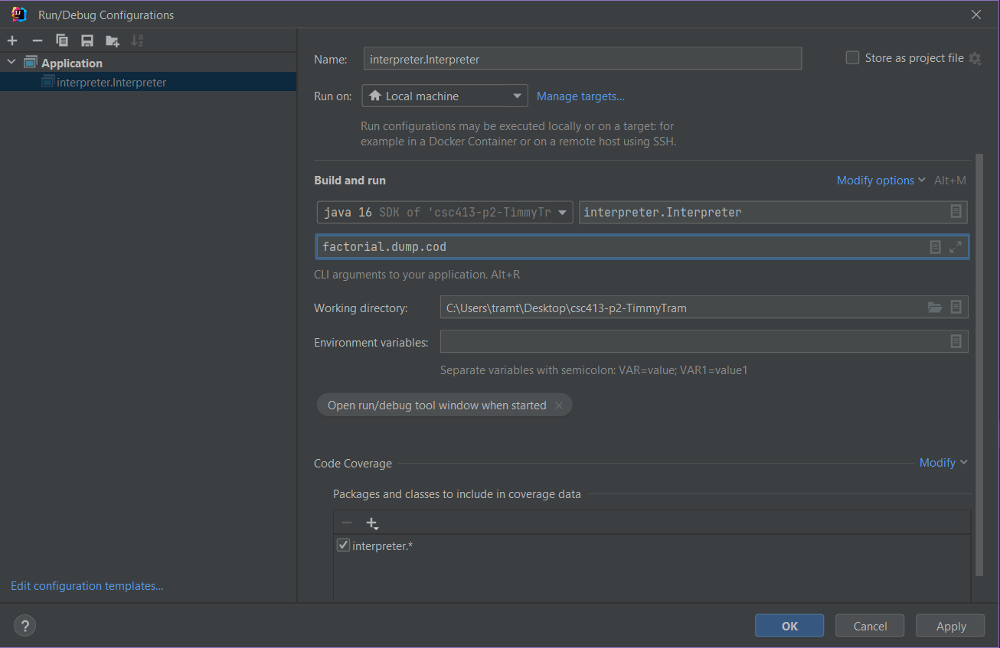 Run/Debug Configurations
Application
interpreter.Interpreter
Name: interpreter.Interpreter
Store as project file
Run on: Local machine Manage targets...
Run configurations may be executed locally or on a target: for
example in a Docker Container or on a remote host using SSH.
Build and run
Modify options Alt+M
java 16 SDK of 'csc413-p2-TimmyTr
interpreter.Interpreter
factorial.dump.cod
CLI arguments to your application. Alt+R
Working directory: C:\Users\tramt\Desktop\csc413-p2-TimmyTram
Environment variables:
Separate variables with semicolon: VAR=value; VAR1=value1
Open run/debug tool window when started
Code Coverage
Modify
Packages and classes to include in coverage data
interpreter.*
Edit configuration templates...
?
OK
Cancel
Apply